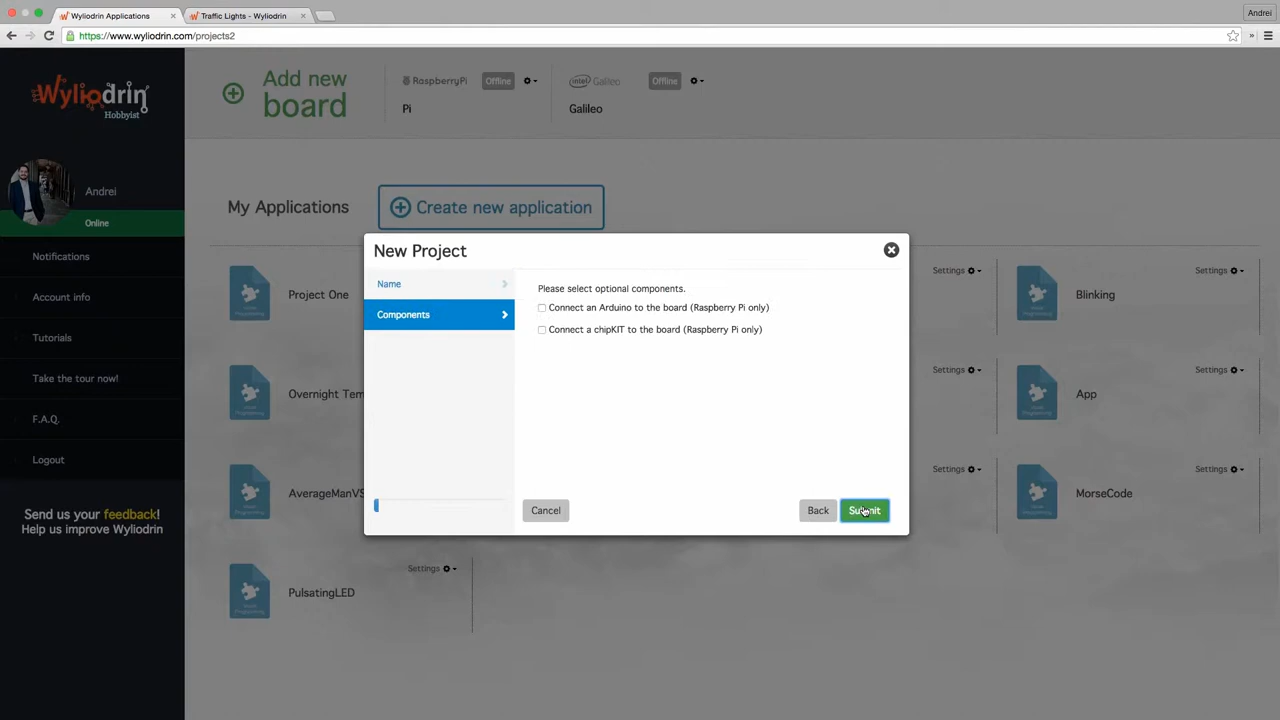 Wyliodrin Applications
Traffic Lights - Wyliodrin
Andrei
https://www.wyliodrin.com/projects2
Wyliodrin
Hobbyist
Andrei
Online
Notifications
Account info
Tutorials
Take the tour now!
F.A.Q.
Logout
Send us your feedback!
Help us improve Wyliodrin
Add new
board
RaspberryPi
Offline
Pi
intel Galileo
Offline
Galileo
My Applications
Create new application
Project One
Settings
Blinking
Settings
Overnight Tem
Settings
App
Settings
AverageManVS
Settings
MorseCode
Settings
PulsatingLED
Settings
New Project
Name
Components
Please select optional components.
Connect an Arduino to the board (Raspberry Pi only)
Connect a chipKIT to the board (Raspberry Pi only)
Cancel
Back
Submit